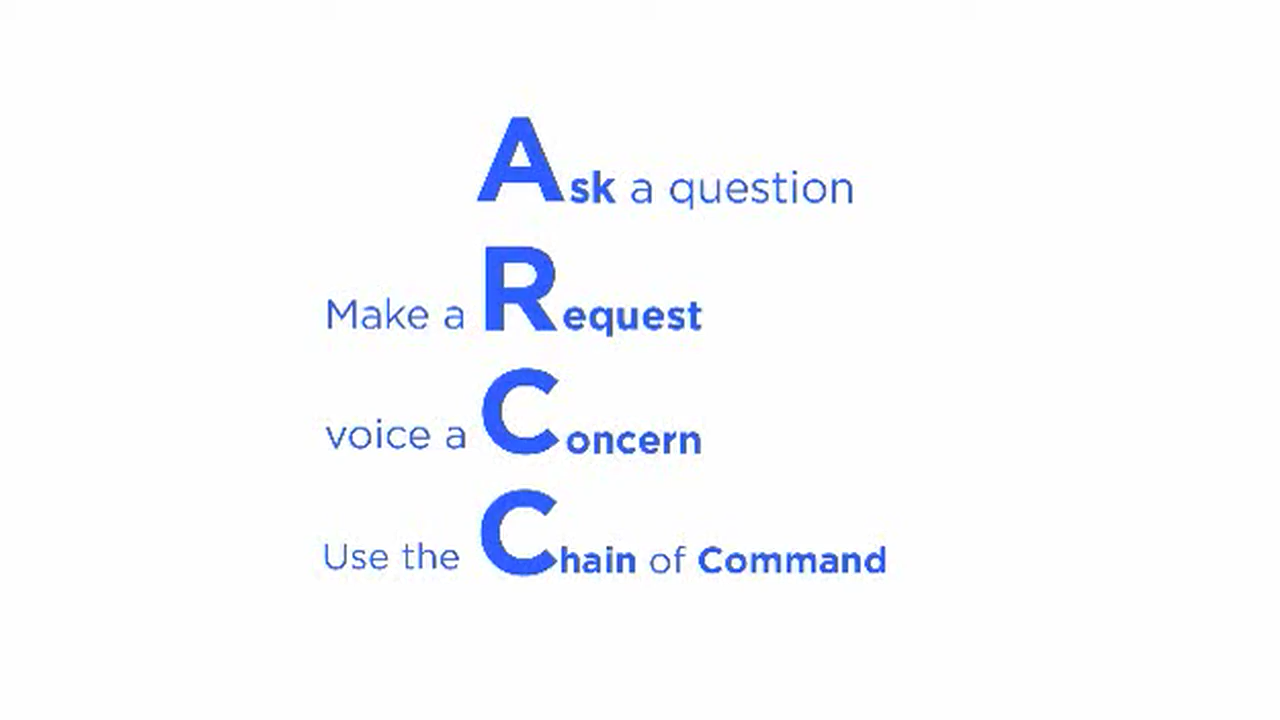 Ask a question
Make a Request
voice a Concern
Use the Chain of Command